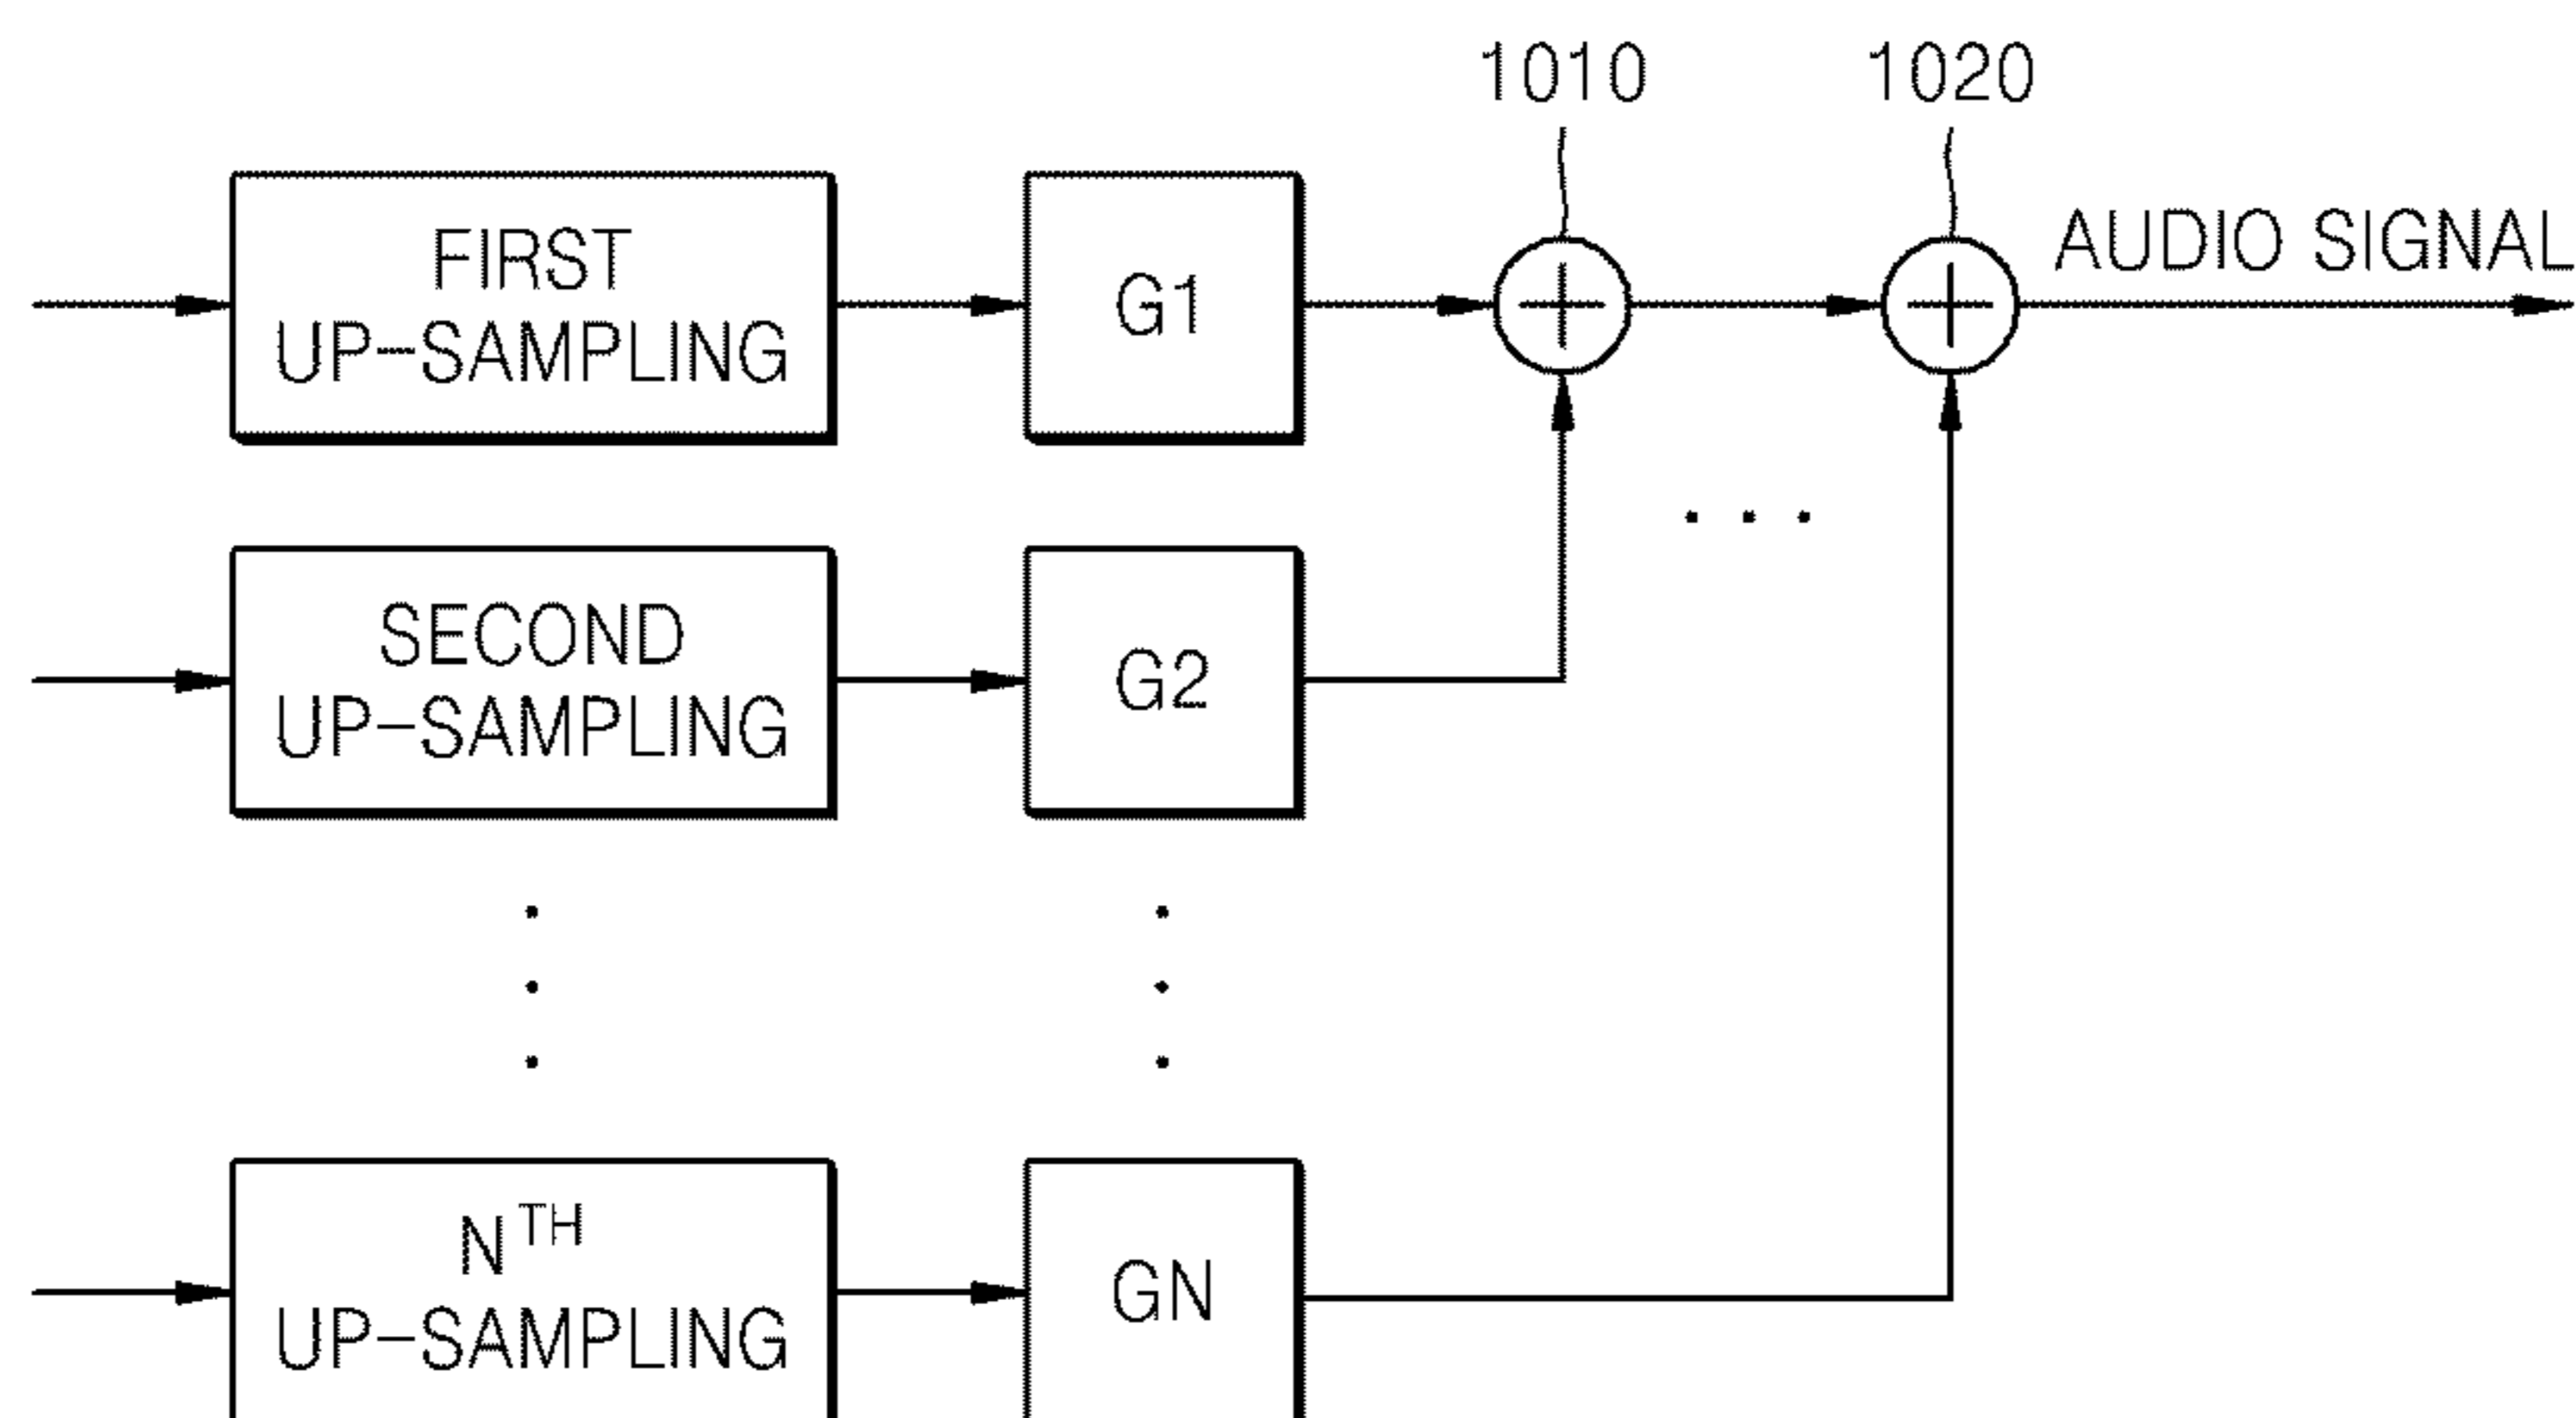 1010
1020
AUDIO SIGNAL
FIRST
UP-SAMPLING
G1
SECOND
UP-SAMPLING
G2
N^TH
UP-SAMPLING
GN